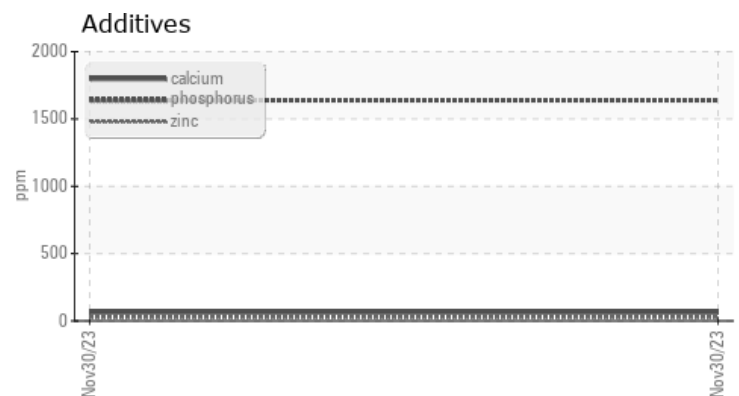 Additives
2000
calcium
phosphorus
1500
zinc
ppm
1000
500
0
Nov30/23
Nov30/23